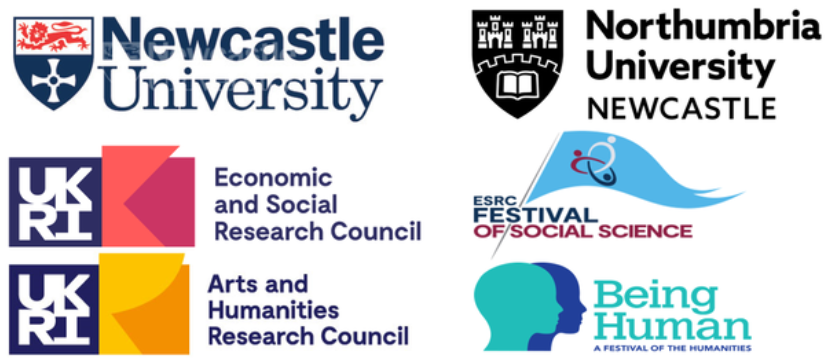 Newcastle
University
Northumbria
University
NEWCASTLE
UK
RI
Economic
and Social
Research Council
ESRC
FESTIVAL
OF SOCIAL SCIENCE
UK
RI
Arts and
Humanities
Research Council
Being
Human
A FESTIVAL OF THE HUMANITIES